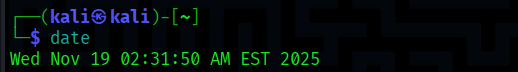 ┌──(kali㉿kali)-[~]
└─$ date
Wed Nov 19 02:31:50 AM EST 2025